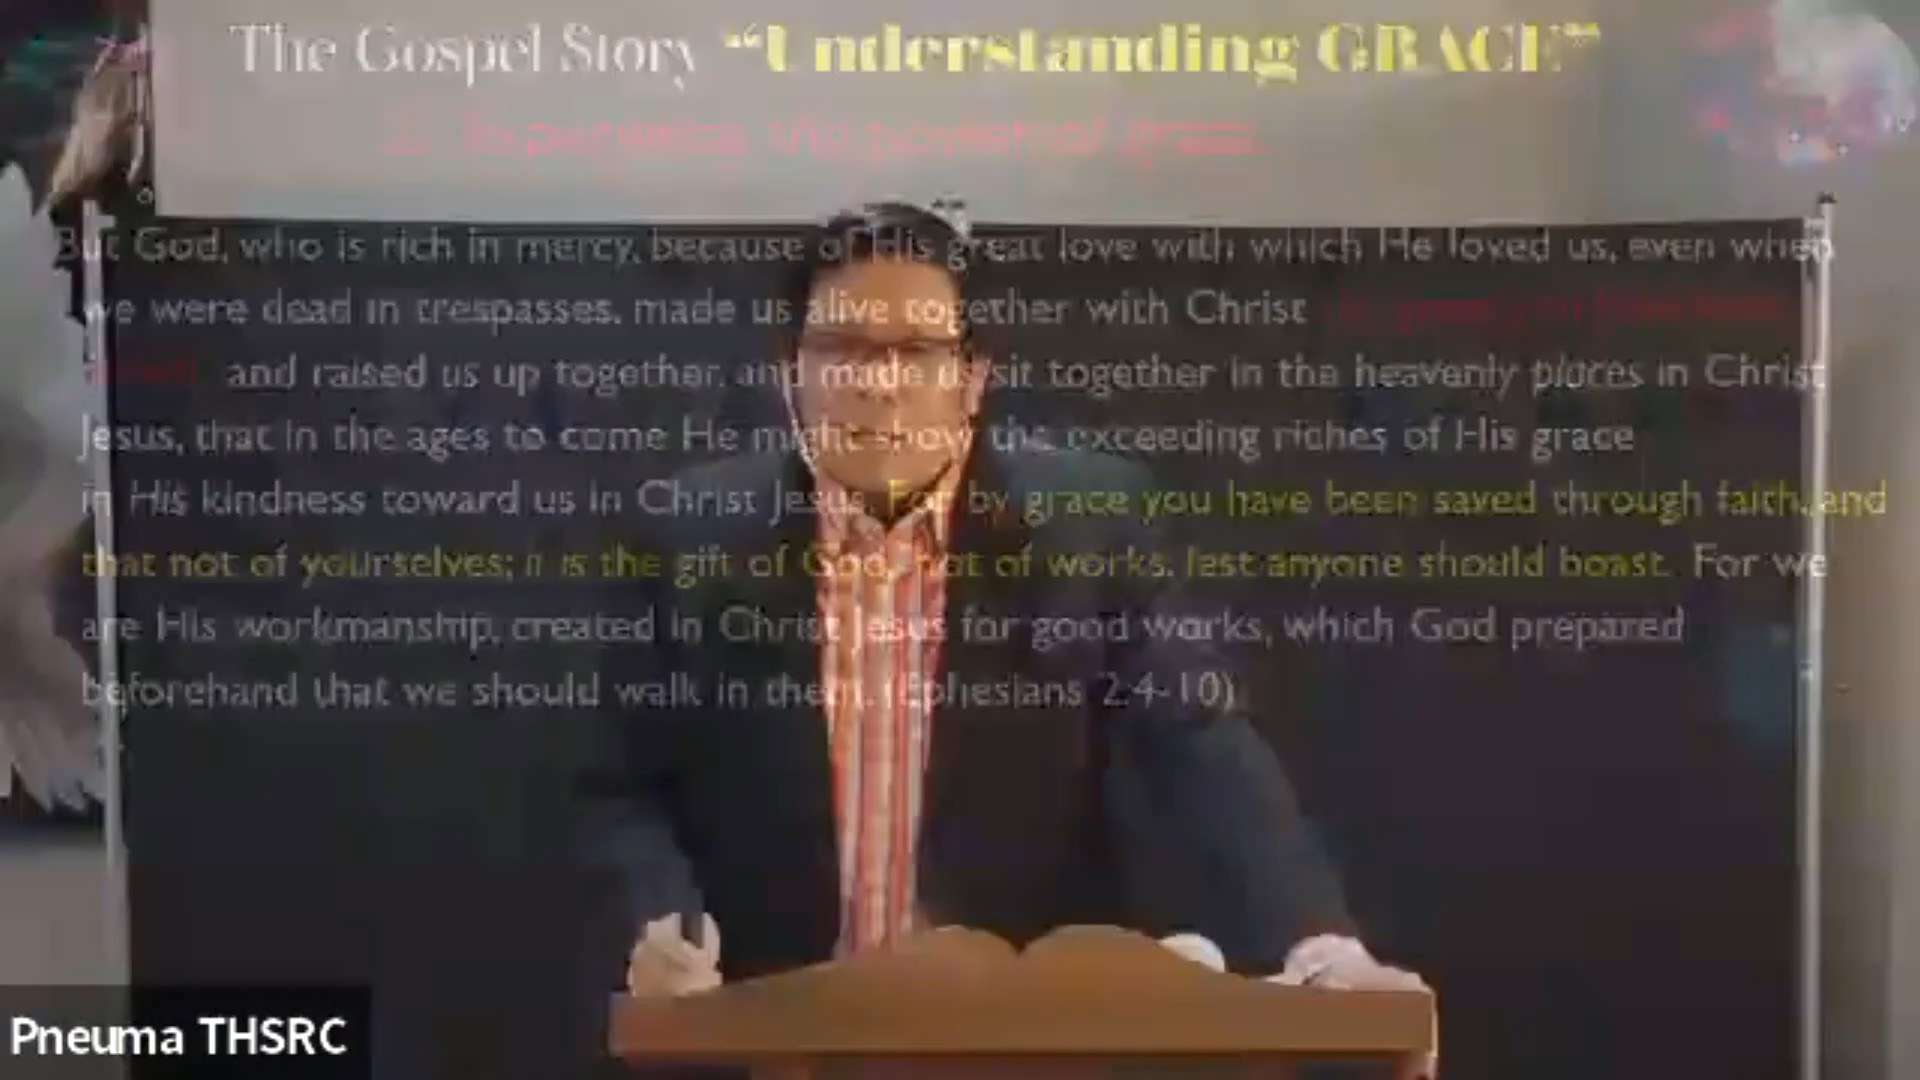 The Gospel Story “Understanding GRACE”
2. Experience the power of grace.
But God, who is rich in mercy, because of His great love with which He loved us, even when
we were dead in trespasses, made us alive together with Christ
and raised us up together, and made us sit together in the heavenly places in Christ
Jesus, that in the ages to come He might show the exceeding riches of His grace
in His kindness toward us in Christ Jesus. For by grace you have been saved through faith, and
that not of yourselves; it is the gift of God, not of works, lest anyone should boast. For we
are His workmanship, created in Christ Jesus for good works, which God prepared
beforehand that we should walk in them. (Ephesians 2:4-10)
Pneuma THSRC